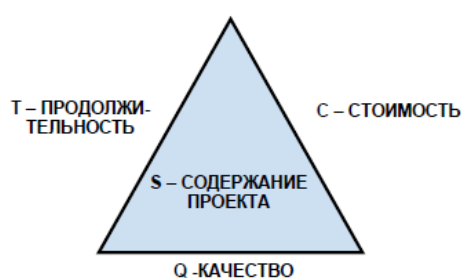 T – ПРОДОЛЖИ-
ТЕЛЬНОСТЬ
C – СТОИМОСТЬ
S – СОДЕРЖАНИЕ
ПРОЕКТА
Q -КАЧЕСТВО